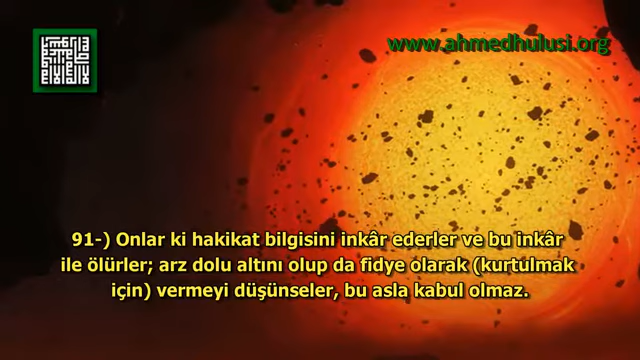 www.ahmedhulusi.org
91-) Onlar ki hakikat bilgisini inkâr ederler ve bu inkâr
ile ölürler; arz dolu altını olup da fidye olarak (kurtulmak
için) vermeyi düşünseler, bu asla kabul olmaz.